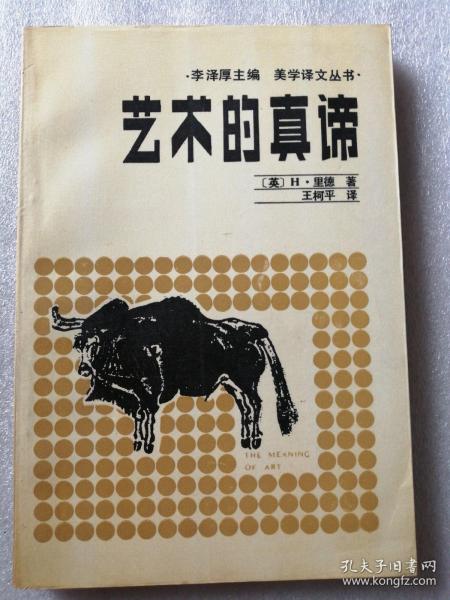 ·李泽厚主编 美学译文丛书·
艺术的真谛
〔英〕H·里德 著
王柯平 译
THE MEANING
OF ART
孔夫子旧书网
www.kongfz.com